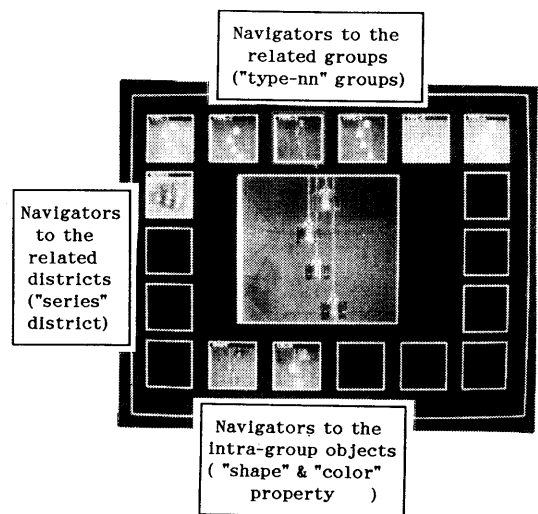 Navigators to the
related groups
("type-nn" groups)
Navigators
to the
related
districts
("series"
district)
Navigators to the
intra-group objects
( "shape" & "color"
property )